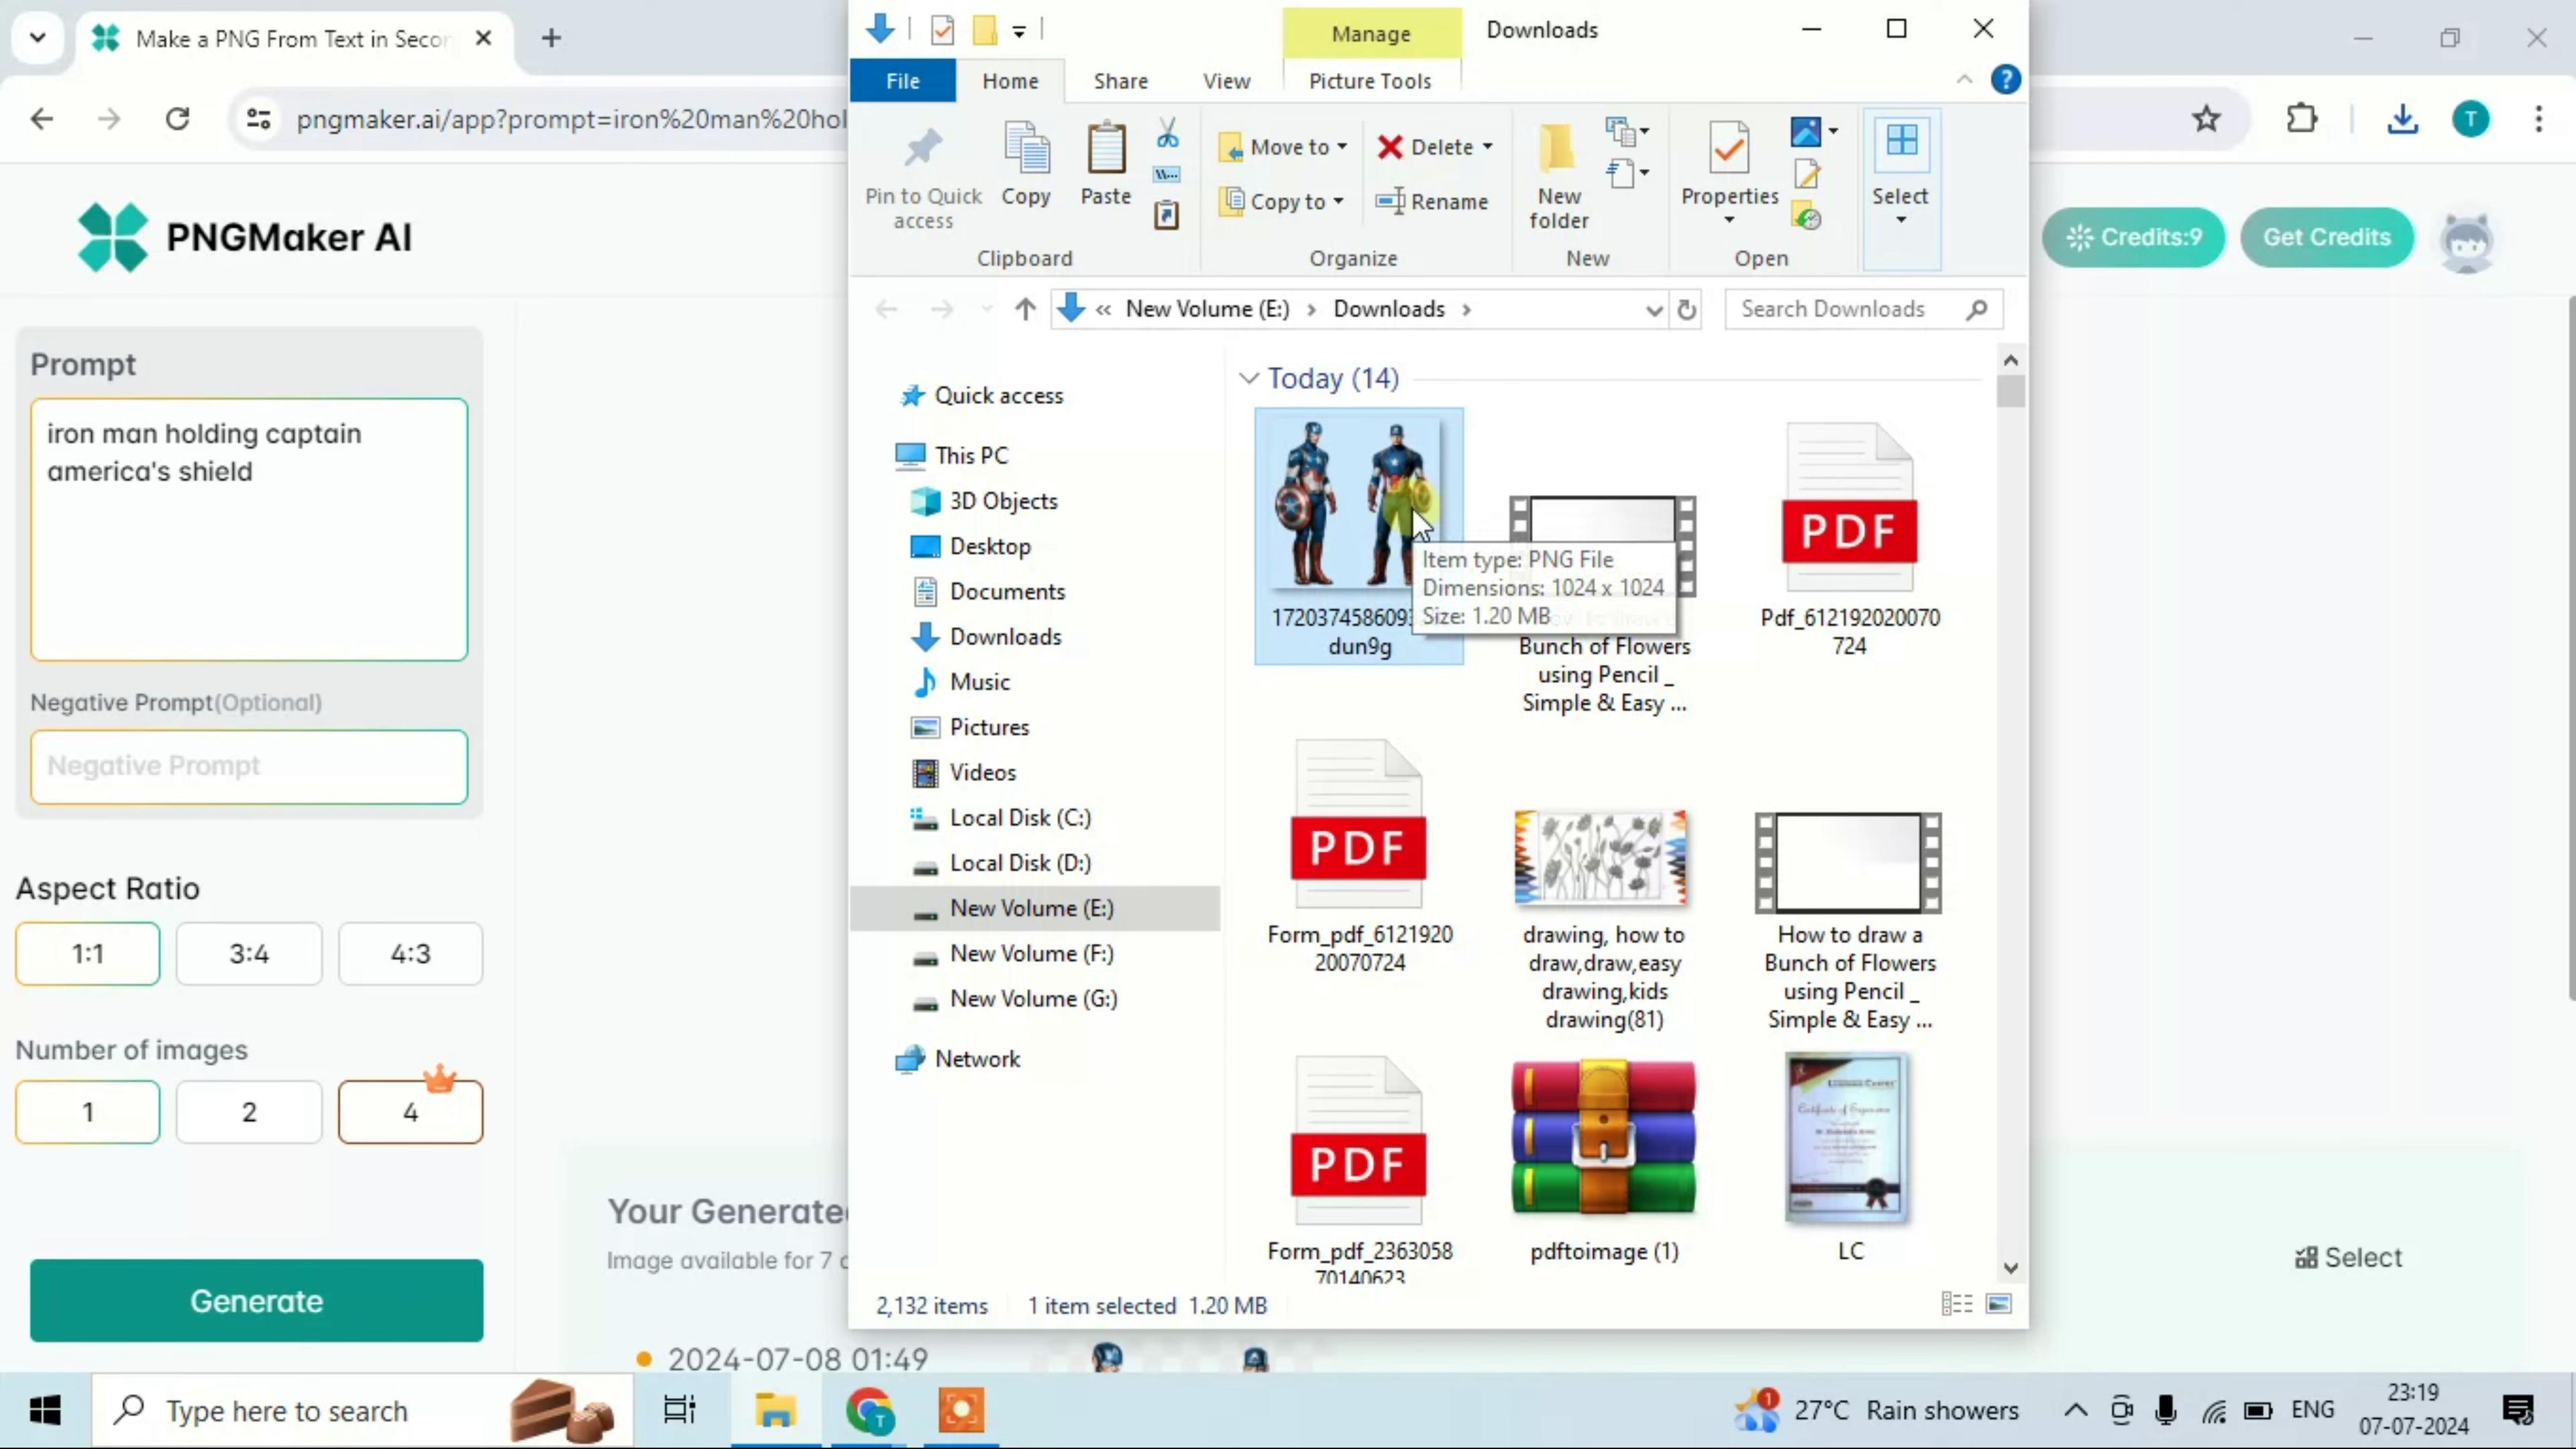 Make a PNG From Text in Secon
pngmaker.ai/app?prompt=iron%20man%20hol
PNGMaker AI
Prompt
iron man holding captain
america's shield
Negative Prompt(Optional)
Negative Prompt
Aspect Ratio
1:1
3:4
4:3
Number of images
1
2
4
Generate
Your Generate
Image available for 7
2024-07-08 01:49
Credits:9
Get Credits
T
Select
Manage
Downloads
File
Home
Share
View
Picture Tools
Pin to Quick
access
Copy
Paste
Move to
Copy to
Delete
Rename
New
folder
Properties
Select
Clipboard
Organize
New
Open
« New Volume (E:) › Downloads ›
Search Downloads
Quick access
This PC
3D Objects
Desktop
Documents
Downloads
Music
Pictures
Videos
Local Disk (C:)
Local Disk (D:)
New Volume (E:)
New Volume (F:)
New Volume (G:)
Network
Today (14)
172037458609
dun9g
Item type: PNG File
Dimensions: 1024 x 1024
Size: 1.20 MB
Bunch of Flowers
using Pencil _
Simple & Easy ...
PDF
Pdf_612192020070
724
PDF
Form_pdf_6121920
20070724
drawing, how to
draw,draw,easy
drawing,kids
drawing(81)
How to draw a
Bunch of Flowers
using Pencil _
Simple & Easy ...
PDF
Form_pdf_2363058
70140623
pdftoimage (1)
LC
2,132 items
1 item selected 1.20 MB
Type here to search
T
1
27°C Rain showers
ENG
23:19
07-07-2024